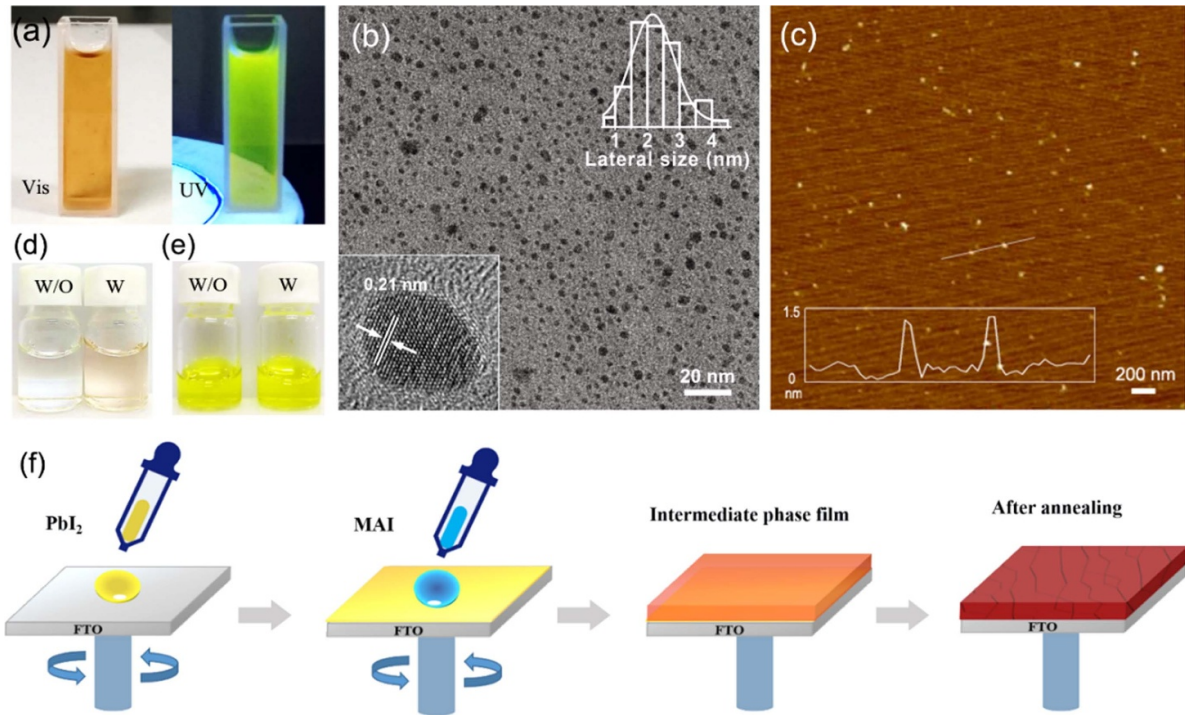 (a)
Vis
UV
(b)
1 2 3 4
Lateral size (nm)
0.21 nm
20 nm
(c)
1.5
0
nm
200 nm
(d)
W/O W
(e)
W/O W
(f)
PbI₂
FTO
MAI
FTO
Intermediate phase film
FTO
After annealing
FTO